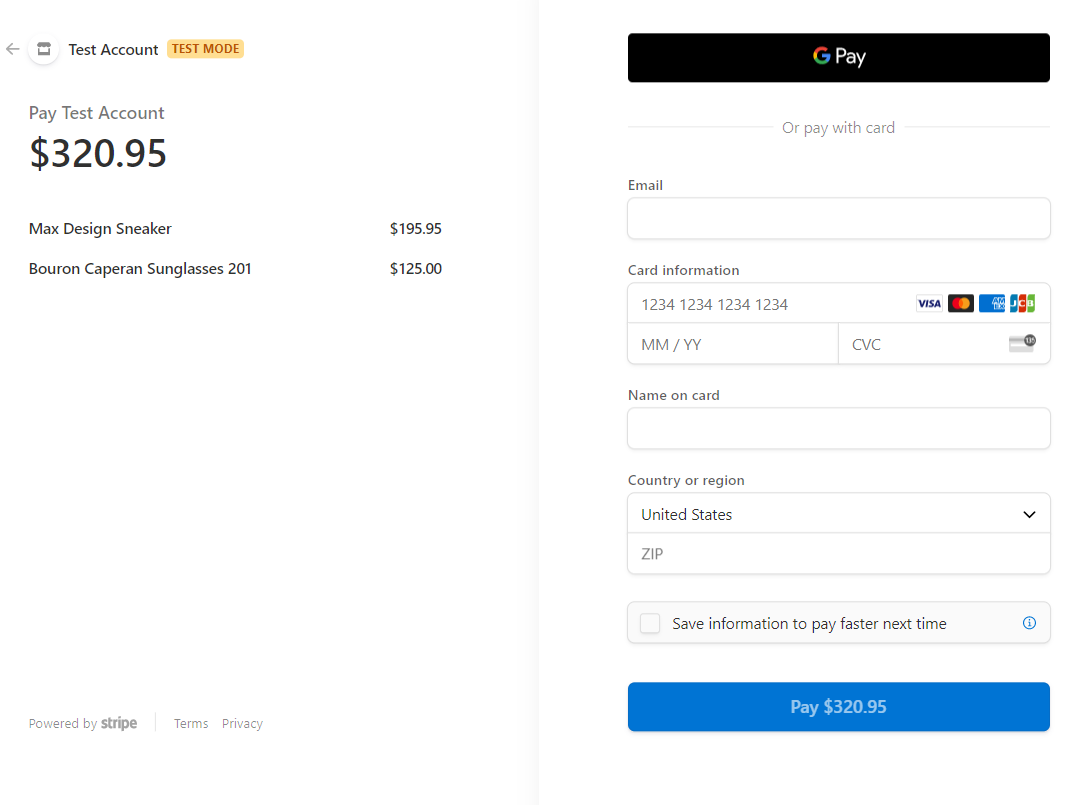 Test Account TEST MODE
Pay Test Account
$320.95
Max Design Sneaker $195.95
Bouron Caperan Sunglasses 201 $125.00
Powered by stripe Terms Privacy
G Pay
Or pay with card
Email
Card information
1234 1234 1234 1234 VISA AM EX JCB
MM / YY CVC 135
Name on card
Country or region
United States
ZIP
Save information to pay faster next time
Pay $320.95